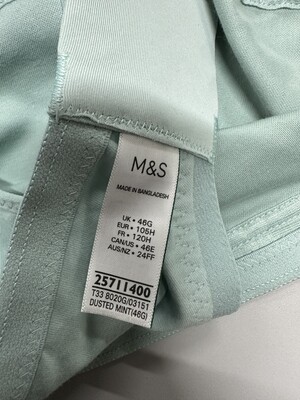 M&S
MADE IN BANGLADESH
UK • 46G
EUR • 105H
FR • 120H
CAN/US • 46E
AUS/NZ • 24FF
25711400
T33 8020G/03151
DUSTED MINT(46G)